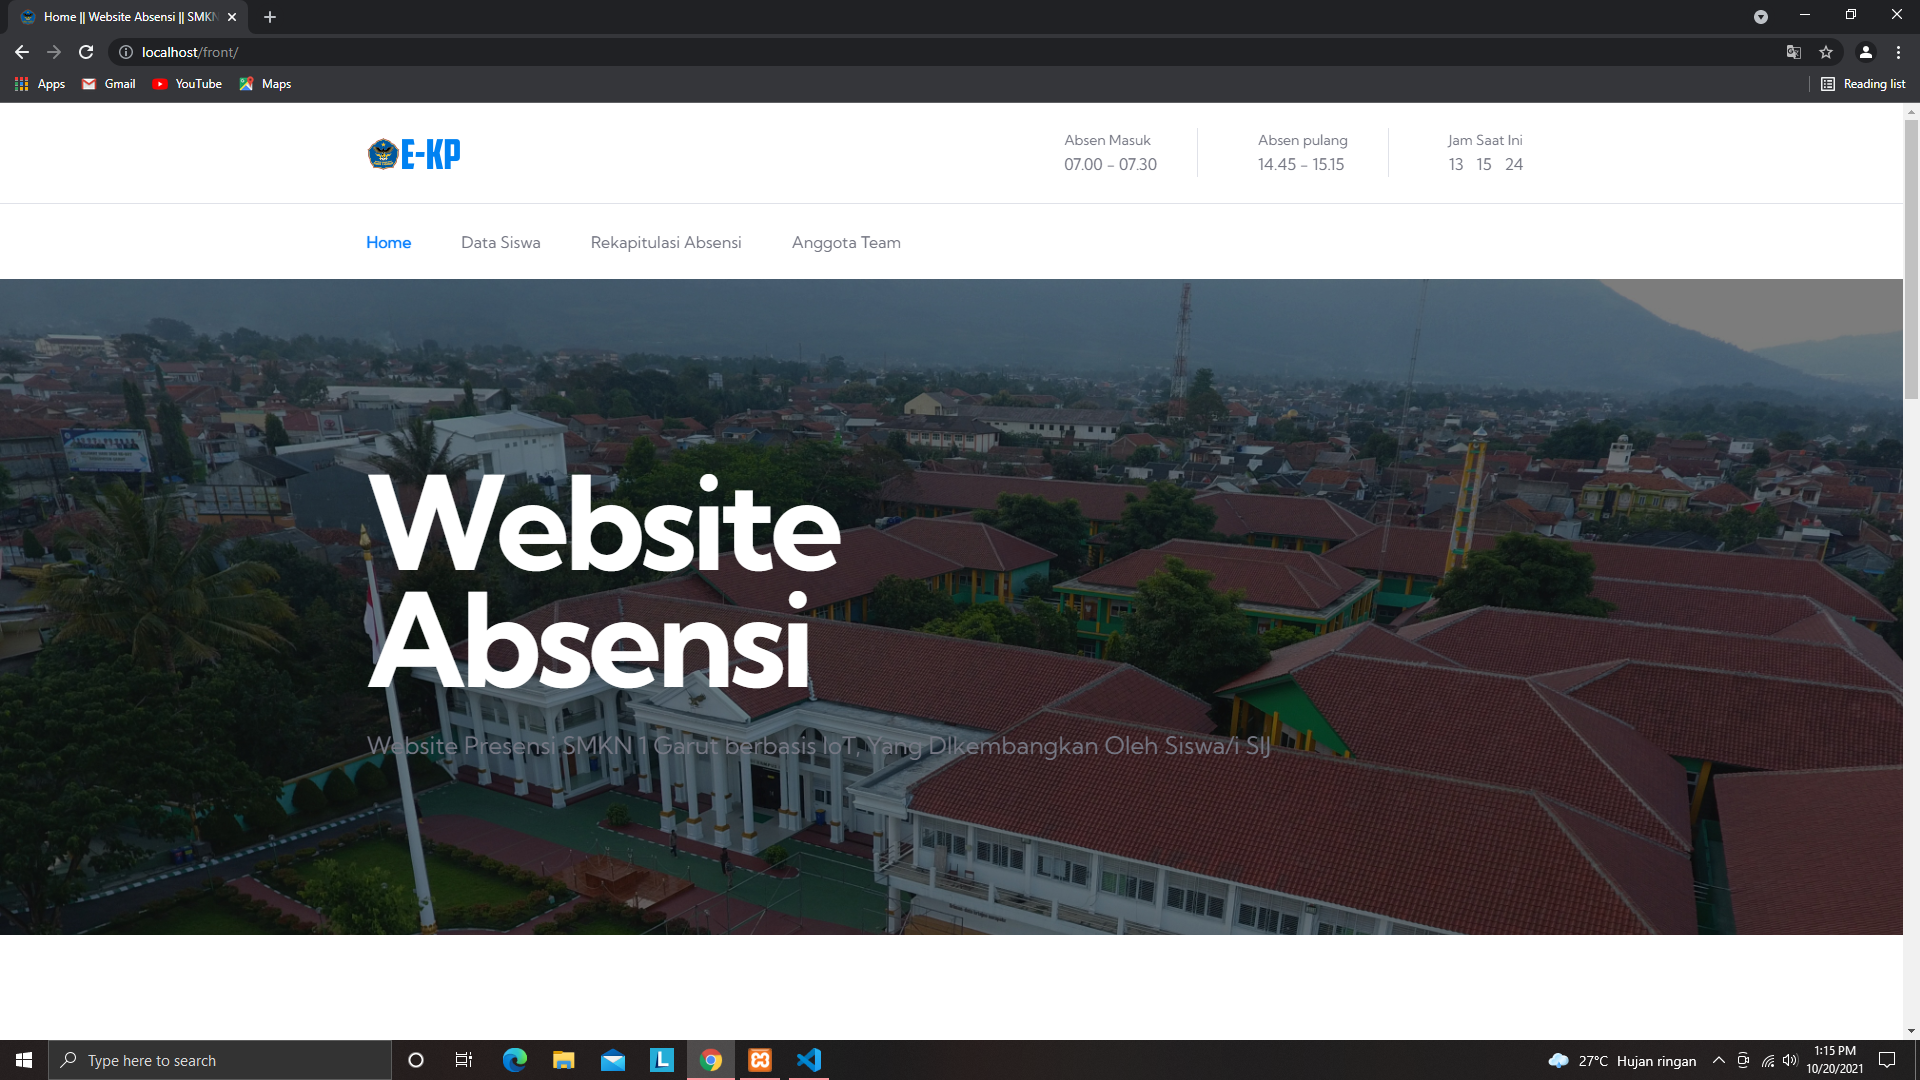 Home || Website Absensi || SMKN
localhost/front/
Apps
Gmail
YouTube
Maps
Reading list
E-KP
Absen Masuk
07.00 - 07.30
Absen pulang
14.45 - 15.15
Jam Saat Ini
13 15 24
Home
Data Siswa
Rekapitulasi Absensi
Anggota Team
Website
Absensi
Website Presensi SMKN 1 Garut berbasis IoT, Yang DIkembangkan Oleh Siswa/i SIJ
Type here to search
27°C Hujan ringan
1:15 PM
10/20/2021